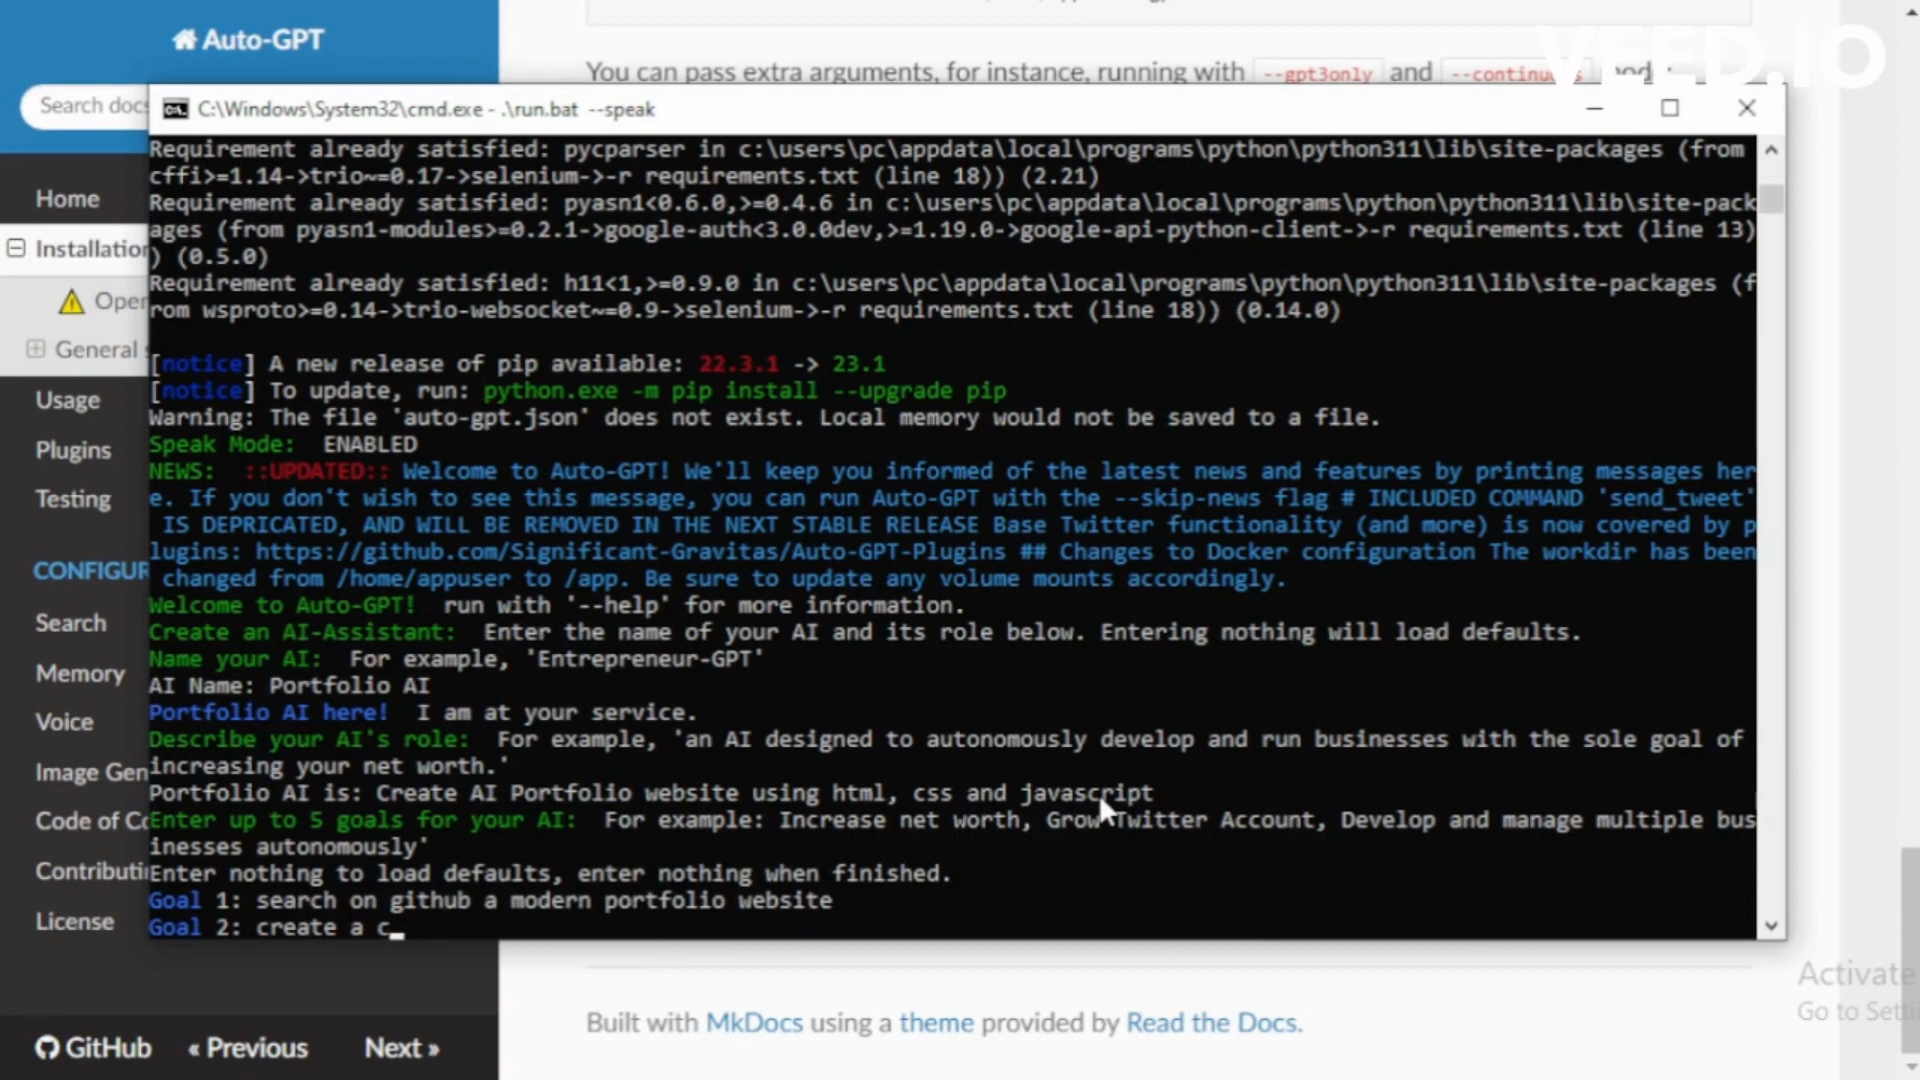 Auto-GPT
VEED.IO
You can pass extra arguments, for instance, running with --gpt3only and
Search docs
C:\Windows\System32\cmd.exe - .\run.bat --speak
Requirement already satisfied: pycparser in c:\users\pc\appdata\local\programs\python\python311\lib\site-packages (from
cffi>=1.14->trio~=0.17->selenium->-r requirements.txt (line 18)) (2.21)
Requirement already satisfied: pyasn1<0.6.0,>=0.4.6 in c:\users\pc\appdata\local\programs\python\python311\lib\site-pack
ages (from pyasn1-modules>=0.2.1->google-auth<3.0.0dev,>=1.19.0->google-api-python-client->-r requirements.txt (line 13)
) (0.5.0)
Requirement already satisfied: h11<1,>=0.9.0 in c:\users\pc\appdata\local\programs\python\python311\lib\site-packages (f
rom wsproto>=0.14->trio-websocket~=0.9->selenium->-r requirements.txt (line 18)) (0.14.0)
[notice] A new release of pip available: 22.3.1 -> 23.1
[notice] To update, run: python.exe -m pip install --upgrade pip
Warning: The file 'auto-gpt.json' does not exist. Local memory would not be saved to a file.
Speak Mode:  ENABLED
NEWS:  ::UPDATED:: Welcome to Auto-GPT! We'll keep you informed of the latest news and features by printing messages her
e. If you don't wish to see this message, you can run Auto-GPT with the --skip-news flag # INCLUDED COMMAND 'send_tweet'
IS DEPRICATED, AND WILL BE REMOVED IN THE NEXT STABLE RELEASE Base Twitter functionality (and more) is now covered by p
lugins: https://github.com/Significant-Gravitas/Auto-GPT-Plugins ## Changes to Docker configuration The workdir has been
changed from /home/appuser to /app. Be sure to update any volume mounts accordingly.
Welcome to Auto-GPT!  run with '--help' for more information.
Create an AI-Assistant:  Enter the name of your AI and its role below. Entering nothing will load defaults.
Name your AI:  For example, 'Entrepreneur-GPT'
AI Name: Portfolio AI
Portfolio AI here!  I am at your service.
Describe your AI's role:  For example, 'an AI designed to autonomously develop and run businesses with the sole goal of
increasing your net worth.'
Portfolio AI is: Create AI Portfolio website using html, css and javascript
Enter up to 5 goals for your AI:  For example: Increase net worth, Grow Twitter Account, Develop and manage multiple bus
inesses autonomously'
Enter nothing to load defaults, enter nothing when finished.
Goal 1: search on github a modern portfolio website
Goal 2: create a c_
Home
Installation
Oper
General s
Usage
Plugins
Testing
CONFIGUR
Search
Memory
Voice
Image Gen
Code of Co
Contributi
License
GitHub
« Previous
Next »
Built with MkDocs using a theme provided by Read the Docs.
Activate
Go to Sett